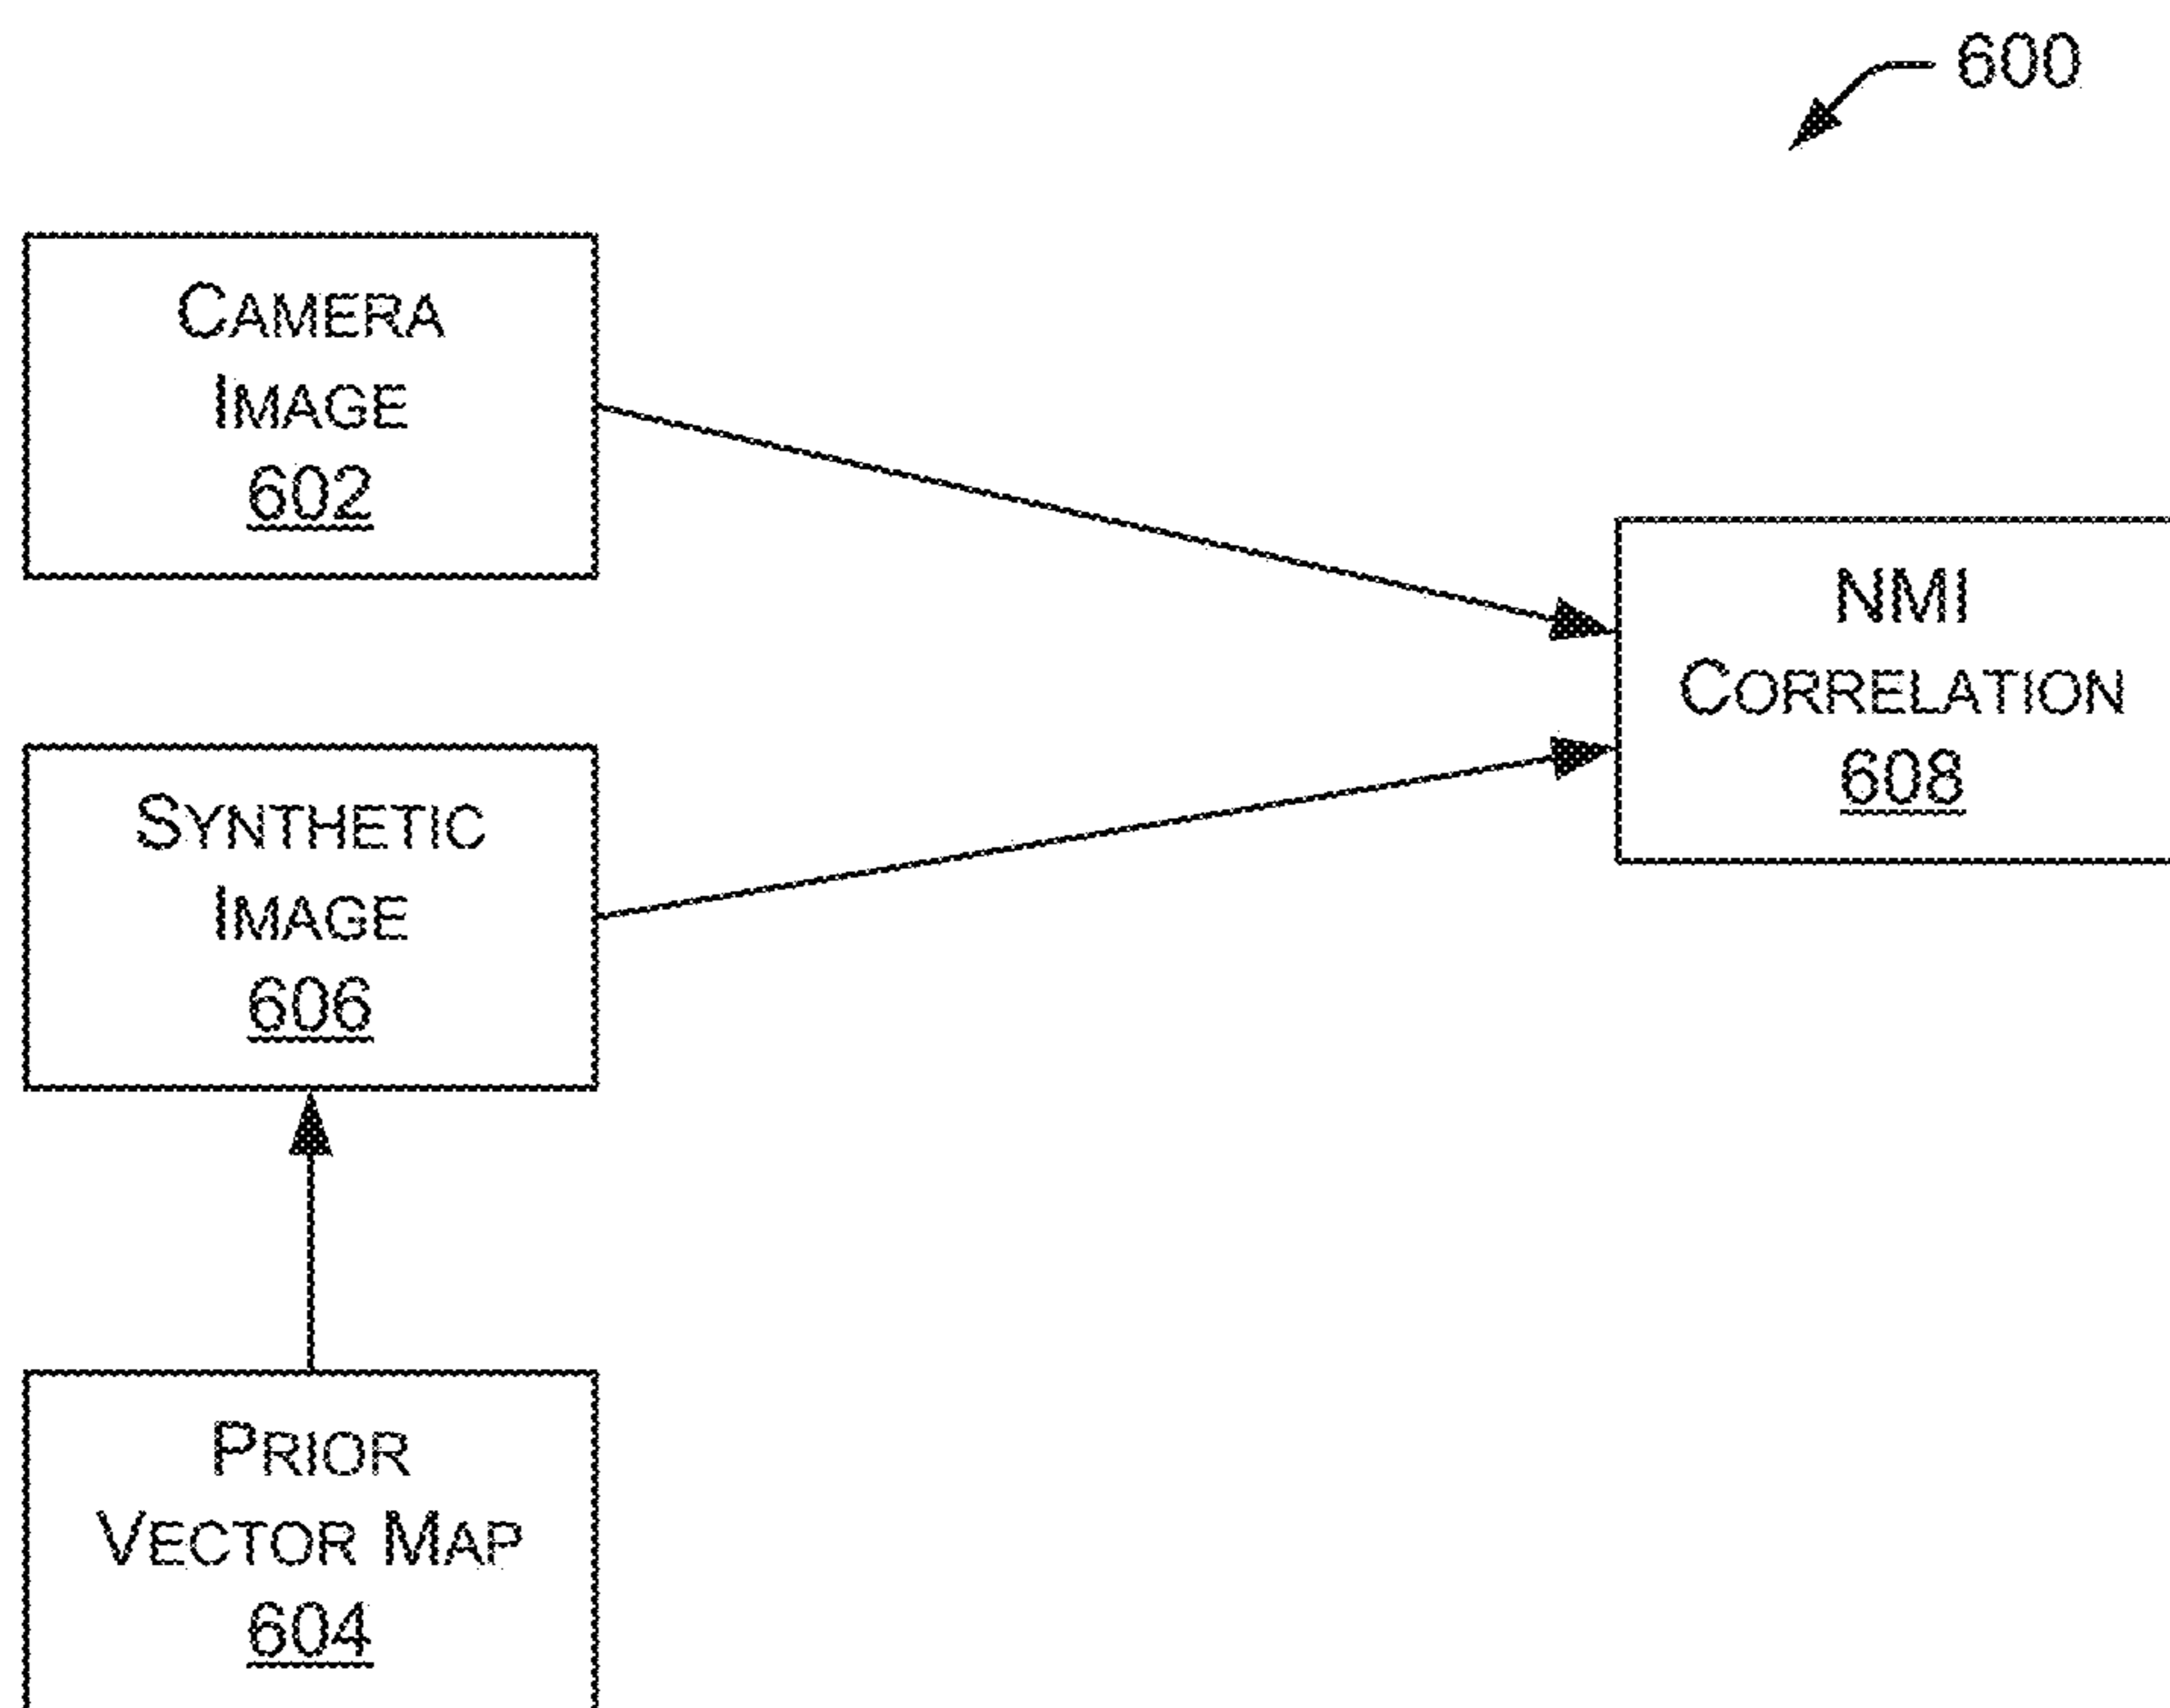 600
CAMERA
IMAGE
602
NMI
CORRELATION
608
SYNTHETIC
IMAGE
606
PRIOR
VECTOR MAP
604